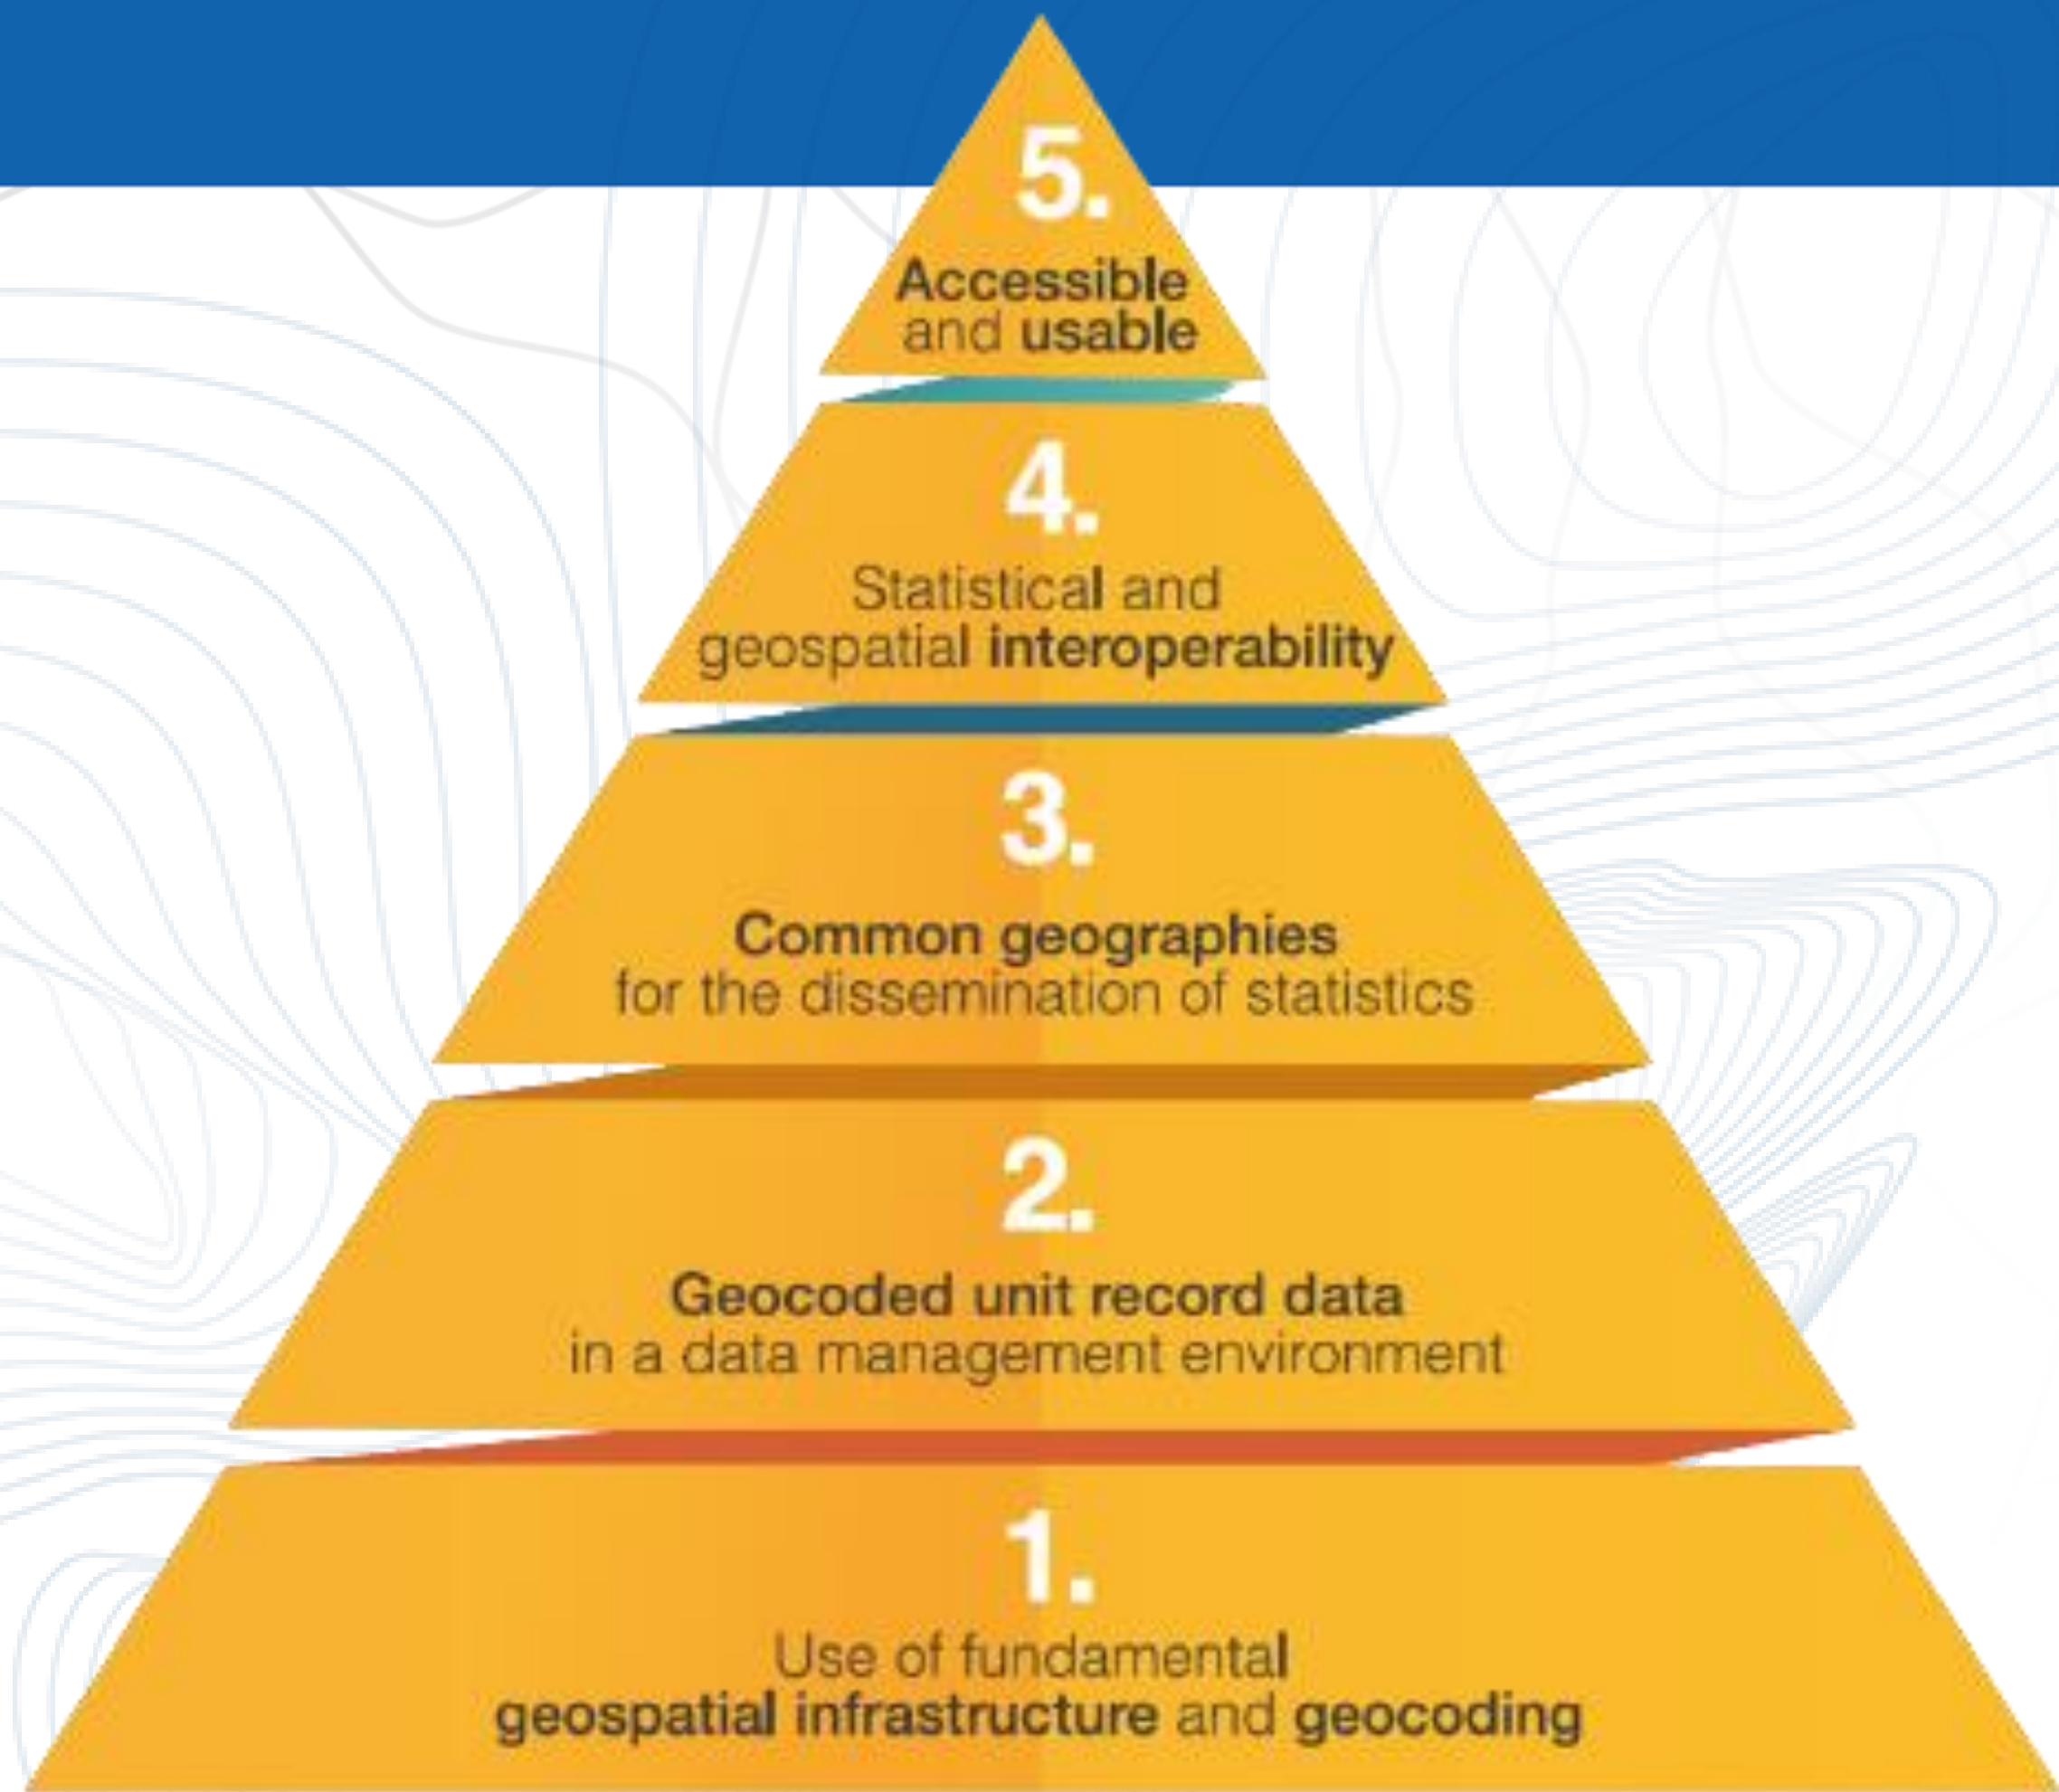 5.
Accessible
and usable
4.
Statistical and
geospatial interoperability
3.
Common geographies
for the dissemination of statistics
2.
Geocoded unit record data
in a data management environment
1.
Use of fundamental
geospatial infrastructure and geocoding